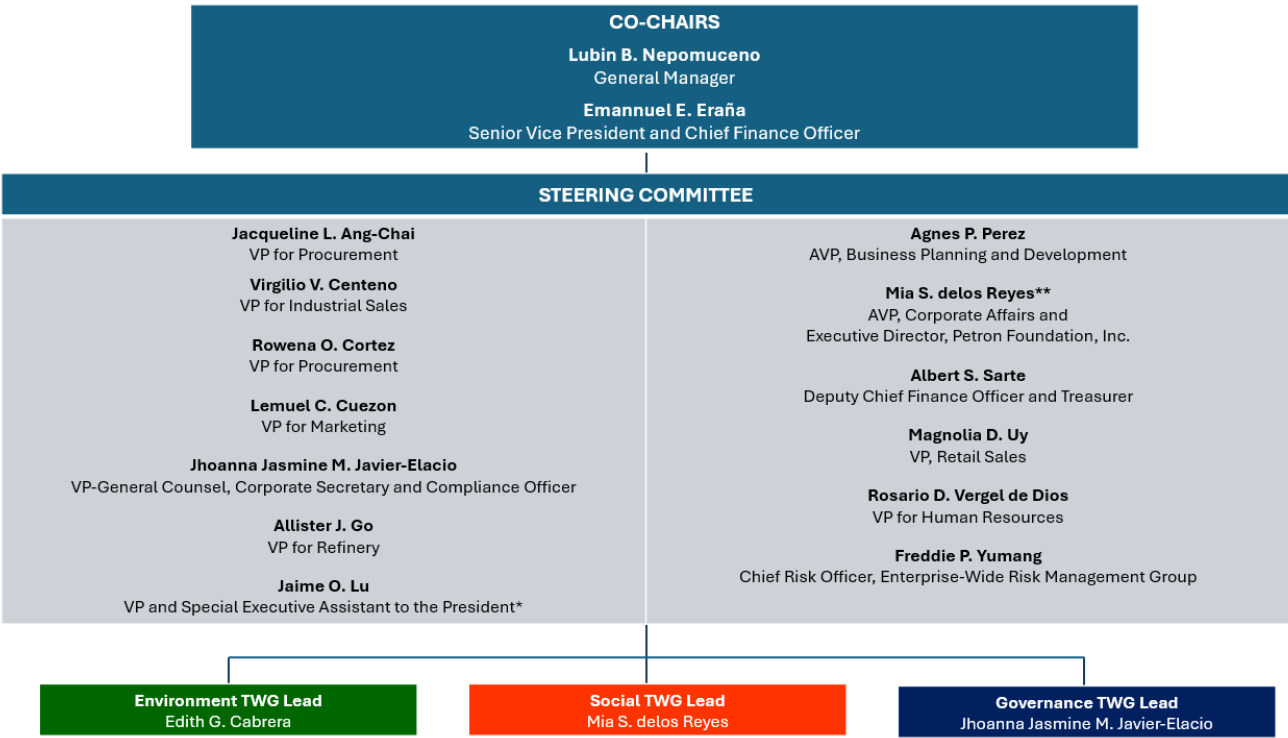 CO-CHAIRS
Lubin B. Nepomuceno
General Manager
Emannuel E. Eraña
Senior Vice President and Chief Finance Officer
STEERING COMMITTEE
Jacqueline L. Ang-Chai
VP for Procurement
Virgilio V. Centeno
VP for Industrial Sales
Rowena O. Cortez
VP for Procurement
Lemuel C. Cuezon
VP for Marketing
Jhoanna Jasmine M. Javier-Elacio
VP-General Counsel, Corporate Secretary and Compliance Officer
Allister J. Go
VP for Refinery
Jaime O. Lu
VP and Special Executive Assistant to the President*
Agnes P. Perez
AVP, Business Planning and Development
Mia S. delos Reyes**
AVP, Corporate Affairs and
Executive Director, Petron Foundation, Inc.
Albert S. Sarte
Deputy Chief Finance Officer and Treasurer
Magnolia D. Uy
VP, Retail Sales
Rosario D. Vergel de Dios
VP for Human Resources
Freddie P. Yumang
Chief Risk Officer, Enterprise-Wide Risk Management Group
Environment TWG Lead
Edith G. Cabrera
Social TWG Lead
Mia S. delos Reyes
Governance TWG Lead
Jhoanna Jasmine M. Javier-Elacio